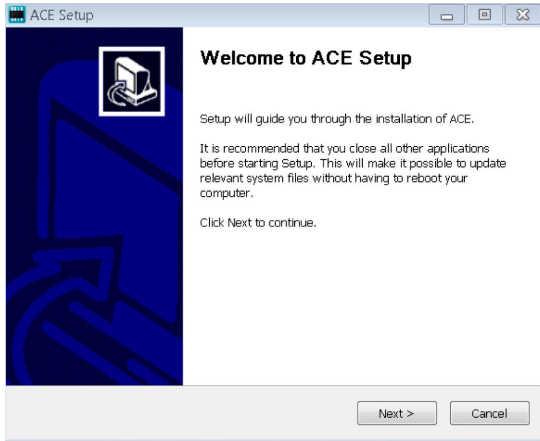 ACE Setup
Welcome to ACE Setup
Setup will guide you through the installation of ACE.
It is recommended that you close all other applications
before starting Setup. This will make it possible to update
relevant system files without having to reboot your
computer.
Click Next to continue.
Next >
Cancel